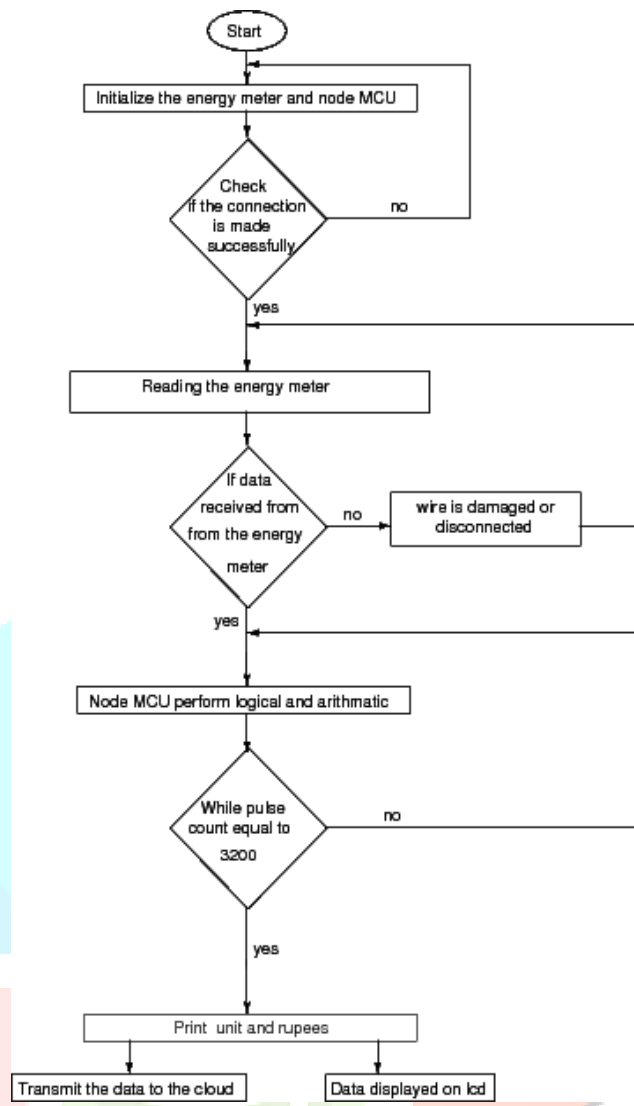 Start
Initialize the energy meter and node MCU
Check
if the connection
is made
successfully
no
yes
Reading the energy meter
If data
received from
from the energy
meter
no
wire is damaged or
disconnected
yes
Node MCU perform logical and arithmatic
While pulse
count equal to
3200
no
yes
Print unit and rupees
Transmit the data to the cloud
Data displayed on lcd